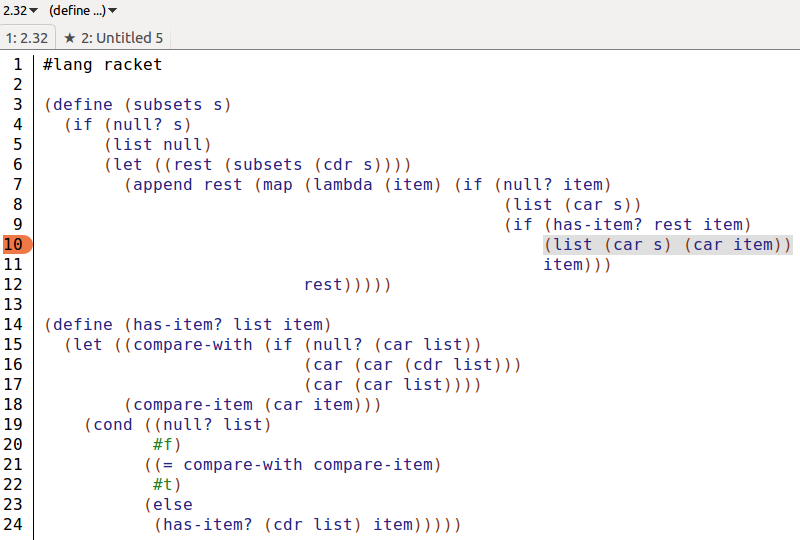 2.32▾ (define ...)▾
1: 2.32 ★ 2: Untitled 5
1 #lang racket
2
3 (define (subsets s)
4   (if (null? s)
5       (list null)
6       (let ((rest (subsets (cdr s))))
7         (append rest (map (lambda (item) (if (null? item)
8                                               (list (car s))
9                                               (if (has-item? rest item)
10                                                  (list (car s) (car item))
11                                                  item)))
12                           rest)))))
13
14 (define (has-item? list item)
15   (let ((compare-with (if (null? (car list))
16                           (car (car (cdr list)))
17                           (car (car list))))
18         (compare-item (car item)))
19     (cond ((null? list)
20            #f)
21           ((= compare-with compare-item)
22            #t)
23           (else
24            (has-item? (cdr list) item)))))